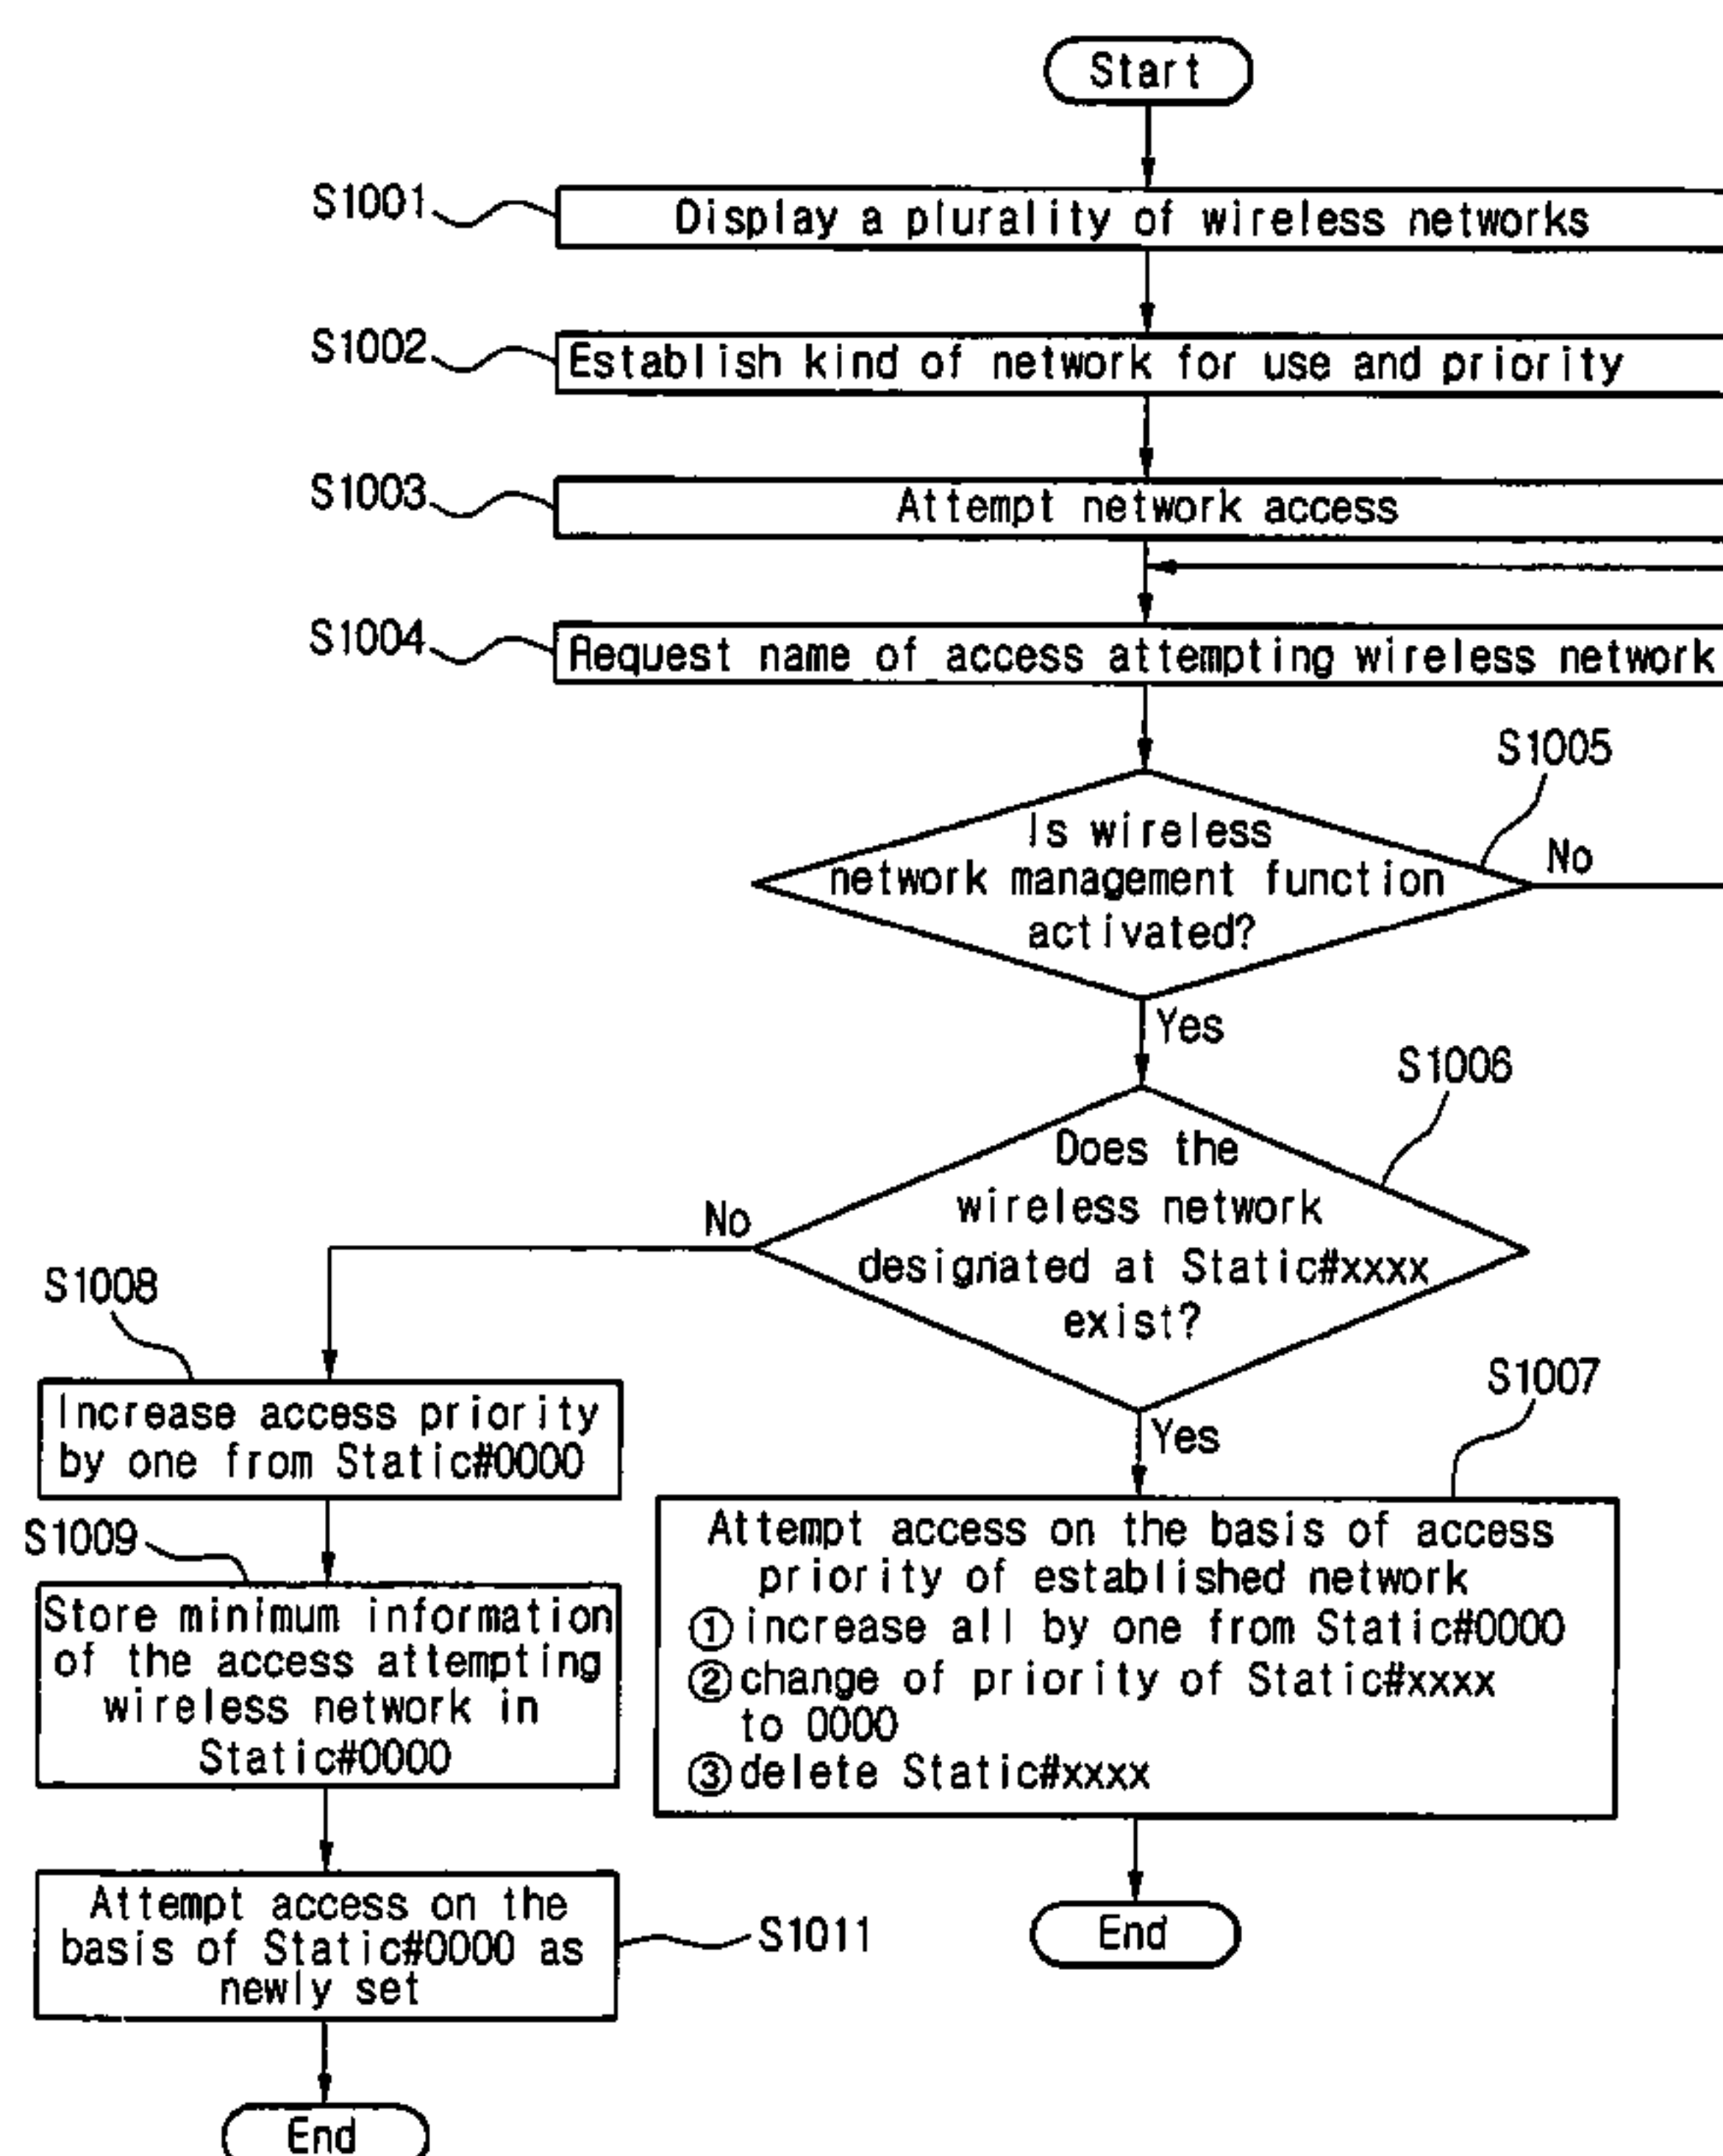 Start
S1001
Display a plurality of wireless networks
S1002
Establish kind of network for use and priority
S1003
Attempt network access
S1004
Request name of access attempting wireless network
S1005
Is wireless
network management function
activated?
No
Yes
S1006
Does the
wireless network
designated at Static#xxxx
exist?
No
Yes
S1008
Increase access priority
by one from Static#0000
S1009
Store minimum information
of the access attempting
wireless network in
Static#0000
S1007
Attempt access on the basis of access
priority of established network
① increase all by one from Static#0000
② change of priority of Static#xxxx
to 0000
③ delete Static#xxxx
Attempt access on the
basis of Static#0000 as
newly set
S1011
End
End